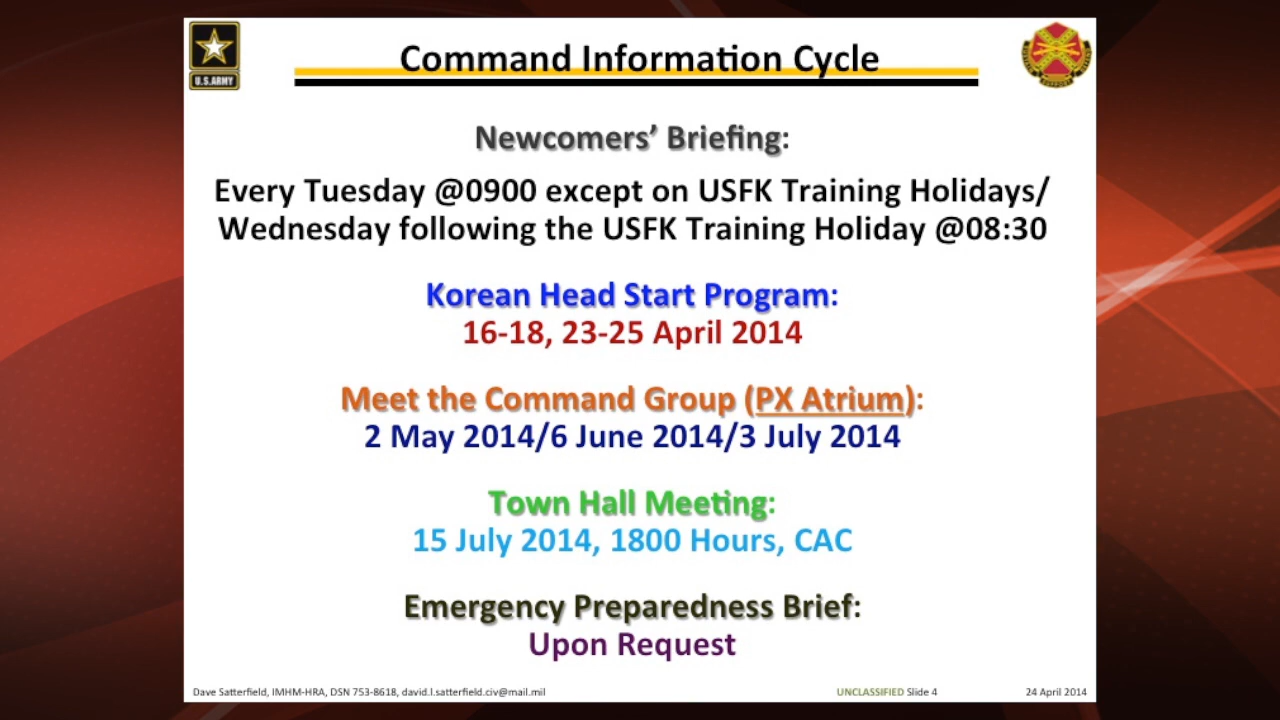 U.S.ARMY
Command Information Cycle
Newcomers’ Briefing:
Every Tuesday @0900 except on USFK Training Holidays/
Wednesday following the USFK Training Holiday @08:30
Korean Head Start Program:
16-18, 23-25 April 2014
Meet the Command Group (PX Atrium):
2 May 2014/6 June 2014/3 July 2014
Town Hall Meeting:
15 July 2014, 1800 Hours, CAC
Emergency Preparedness Brief:
Upon Request
Dave Satterfield, IMHM-HRA, DSN 753-8618, david.l.satterfield.civ@mail.mil
UNCLASSIFIED Slide 4
24 April 2014